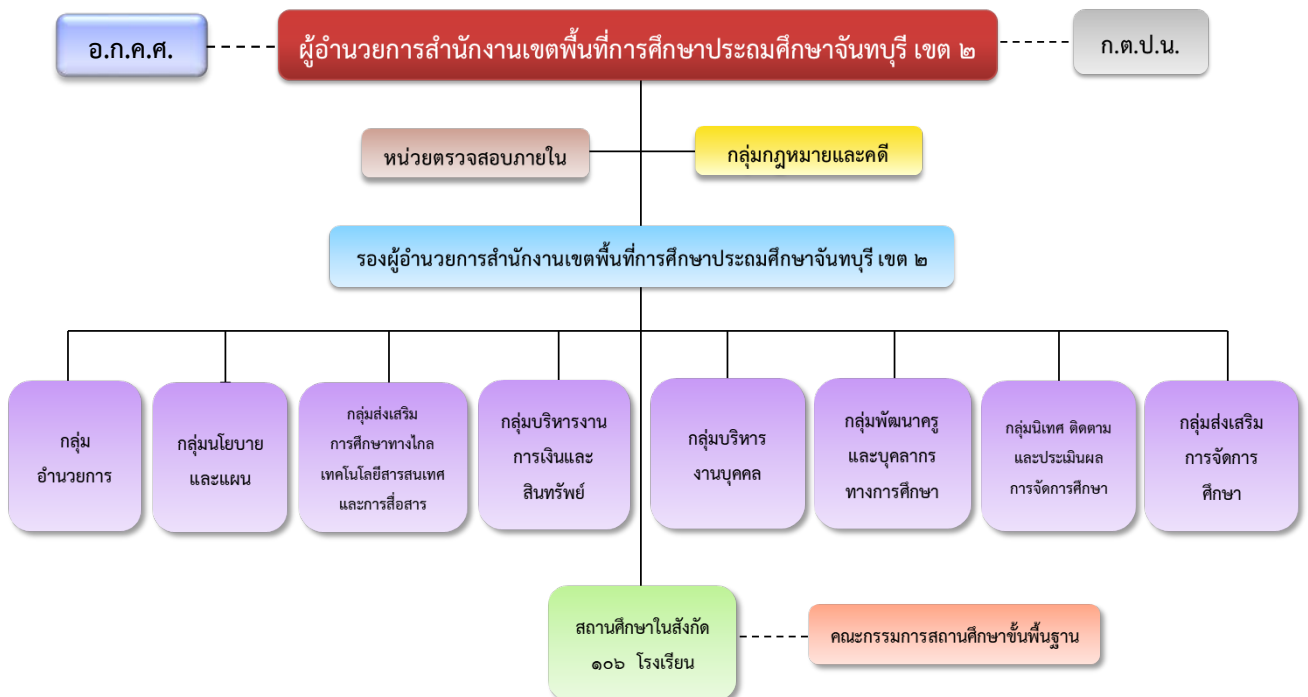 อ.ก.ค.ศ.
ผู้อำนวยการสำนักงานเขตพื้นที่การศึกษาประถมศึกษาจันทบุรี เขต ๒
ก.ต.ป.น.
หน่วยตรวจสอบภายใน
กลุ่มกฎหมายและคดี
รองผู้อำนวยการสำนักงานเขตพื้นที่การศึกษาประถมศึกษาจันทบุรี เขต ๒
กลุ่ม
อำนวยการ
กลุ่มนโยบาย
และแผน
กลุ่มส่งเสริม
การศึกษาทางไกล
เทคโนโลยีสารสนเทศ
และการสื่อสาร
กลุ่มบริหารงาน
การเงินและ
สินทรัพย์
กลุ่มบริหาร
งานบุคคล
กลุ่มพัฒนาครู
และบุคลากร
ทางการศึกษา
กลุ่มนิเทศ ติดตาม
และประเมินผล
การจัดการศึกษา
กลุ่มส่งเสริม
การจัดการ
ศึกษา
สถานศึกษาในสังกัด
๑๐๖ โรงเรียน
คณะกรรมการสถานศึกษาขั้นพื้นฐาน